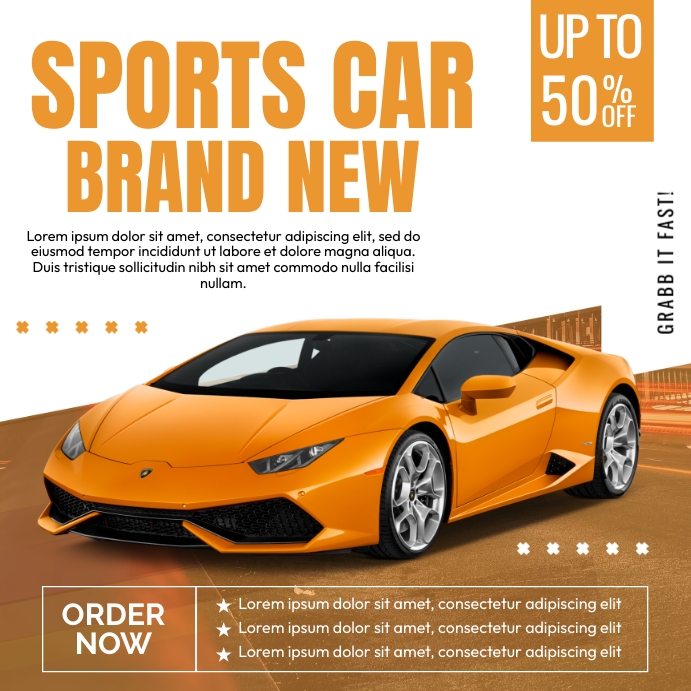 SPORTS CAR
BRAND NEW
UP TO
50% OFF
Lorem ipsum dolor sit amet, consectetur adipiscing elit, sed do
eiusmod tempor incididunt ut labore et dolore magna aliqua.
Duis tristique sollicitudin nibh sit amet commodo nulla facilisi
nullam.
GRABB IT FAST!
ORDER
NOW
Lorem ipsum dolor sit amet, consectetur adipiscing elit
Lorem ipsum dolor sit amet, consectetur adipiscing elit
Lorem ipsum dolor sit amet, consectetur adipiscing elit